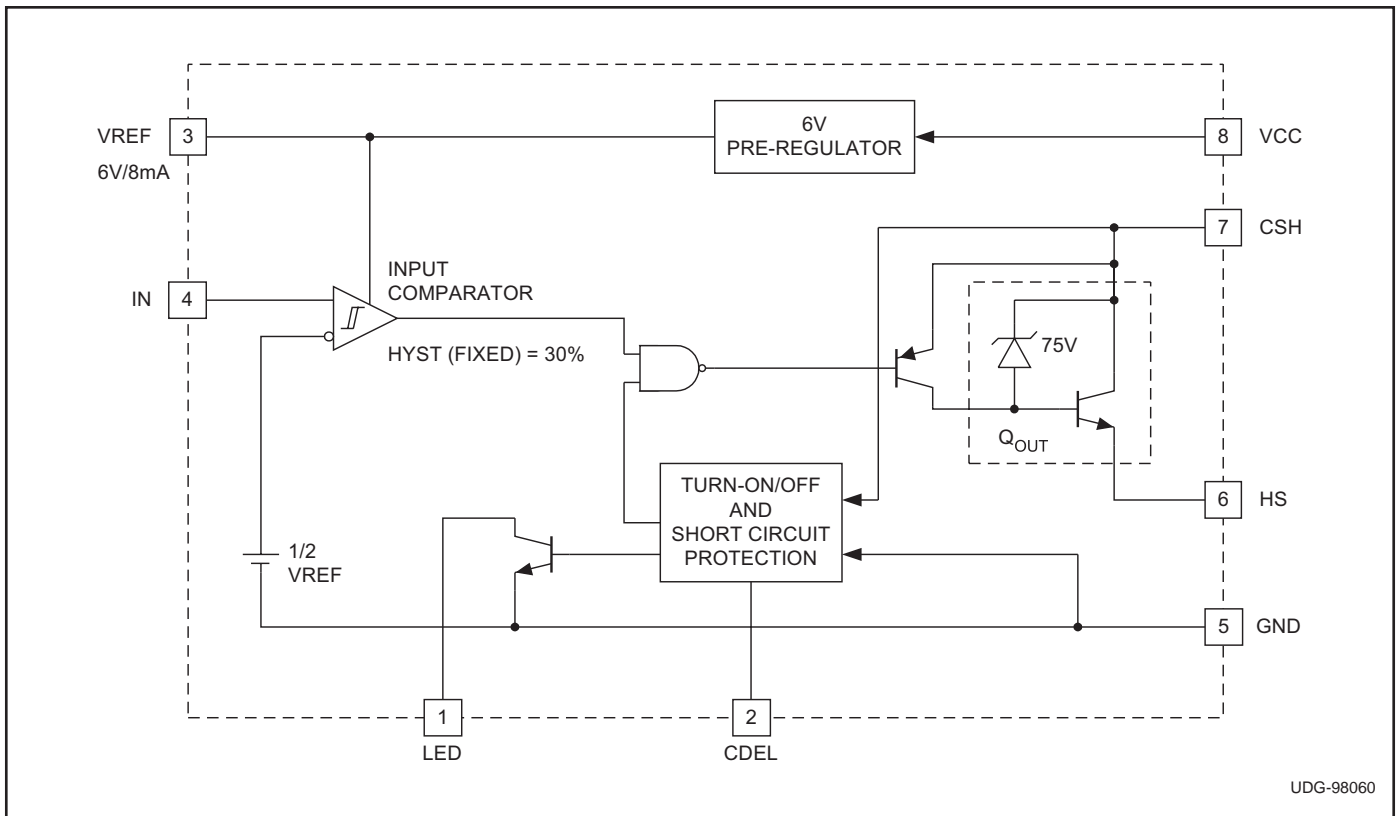 6V
PRE-REGULATOR
VREF
3
6V/8mA
8
VCC
7
CSH
INPUT
COMPARATOR
IN
4
HYST (FIXED) = 30%
75V
QOUT
TURN-ON/OFF
AND
SHORT CIRCUIT
PROTECTION
6
HS
1/2
VREF
5
GND
1
LED
2
CDEL
UDG-98060